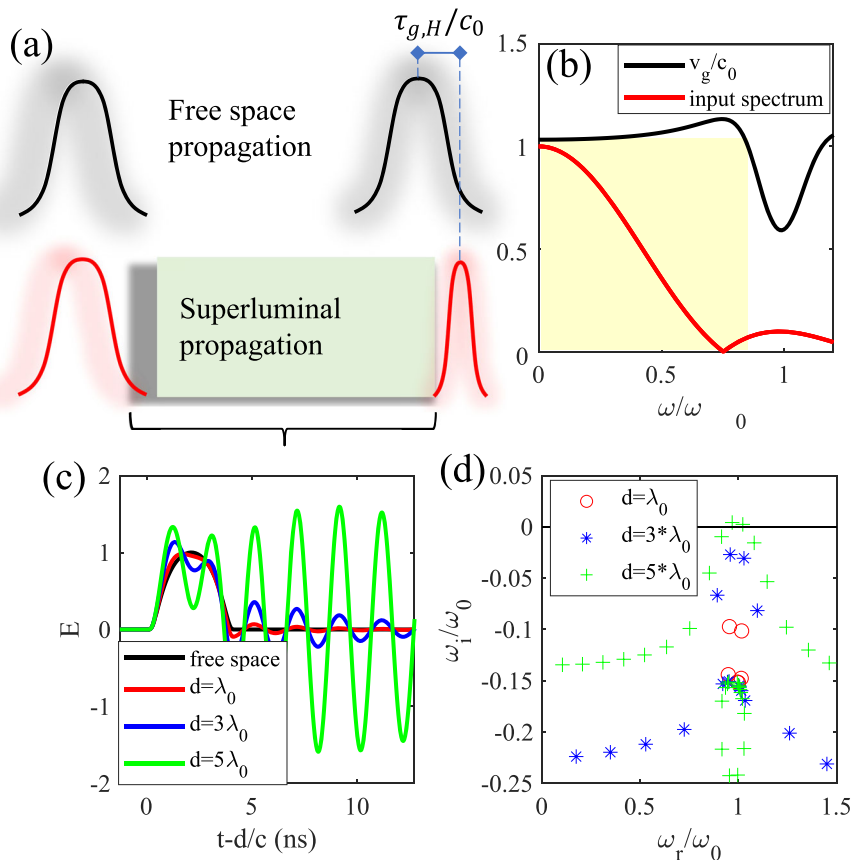 (a)
τg,H/c0
Free space
propagation
Superluminal
propagation
(b)
1.5
1
0.5
0
vg/c0
input spectrum
0
0.5
1
ω/ω 0
(c)
2
1
0
-1
-2
E
free space
d=λ0
d=3λ0
d=5λ0
0
5
10
t-d/c (ns)
(d)
0.05
0
-0.05
-0.1
-0.15
-0.2
-0.25
ωi/ω0
d=λ0
d=3*λ0
d=5*λ0
0
0.5
1
1.5
ωr/ω0